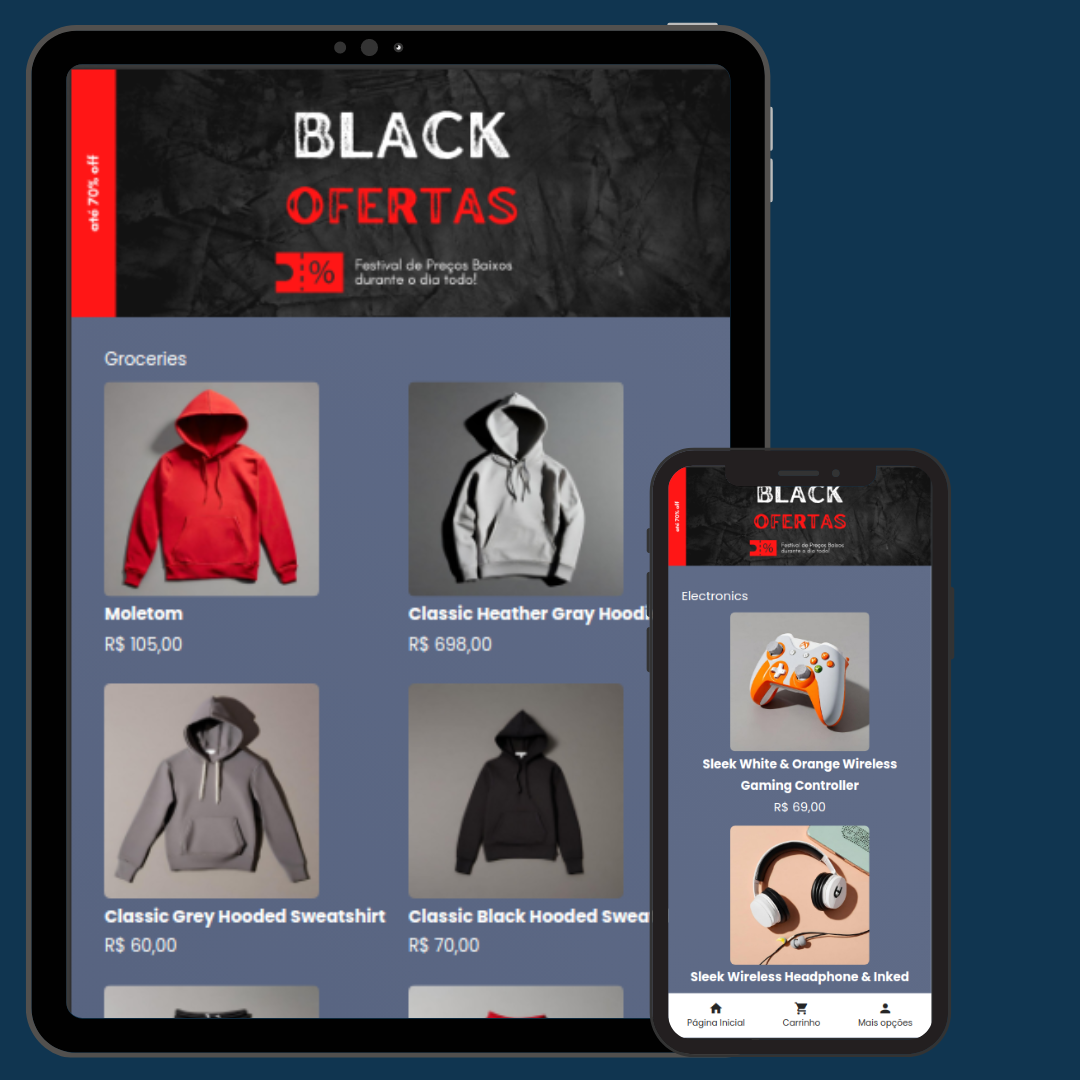 até 70% off
BLACK
OFERTAS
%
Festival de Preços Baixos
durante o dia todo!
Groceries
Moletom
R$ 105,00
Classic Heather Gray
R$ 698,00
Classic Grey Hooded Sweatshirt
R$ 60,00
Classic Black Hooded
R$ 70,00
até 70% off
BLACK
OFERTAS
%
Festival de Preços Baixos
durante o dia todo!
Electronics
Sleek White & Orange Wireless
Gaming Controller
R$ 69,00
Sleek Wireless Headphone & Inked
Página Inicial
Carrinho
Mais opções